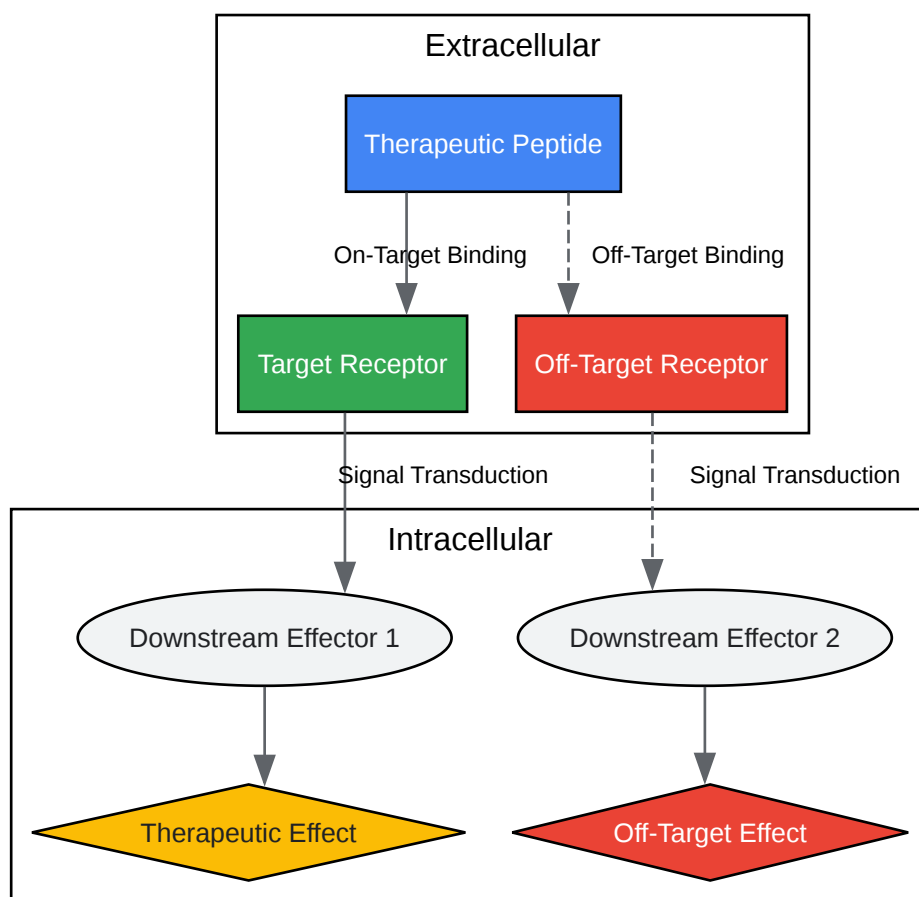 Extracellular
Therapeutic Peptide
On-Target Binding
Off-Target Binding
Target Receptor
Off-Target Receptor
Signal Transduction
Signal Transduction
Intracellular
Downstream Effector 1
Downstream Effector 2
Therapeutic Effect
Off-Target Effect